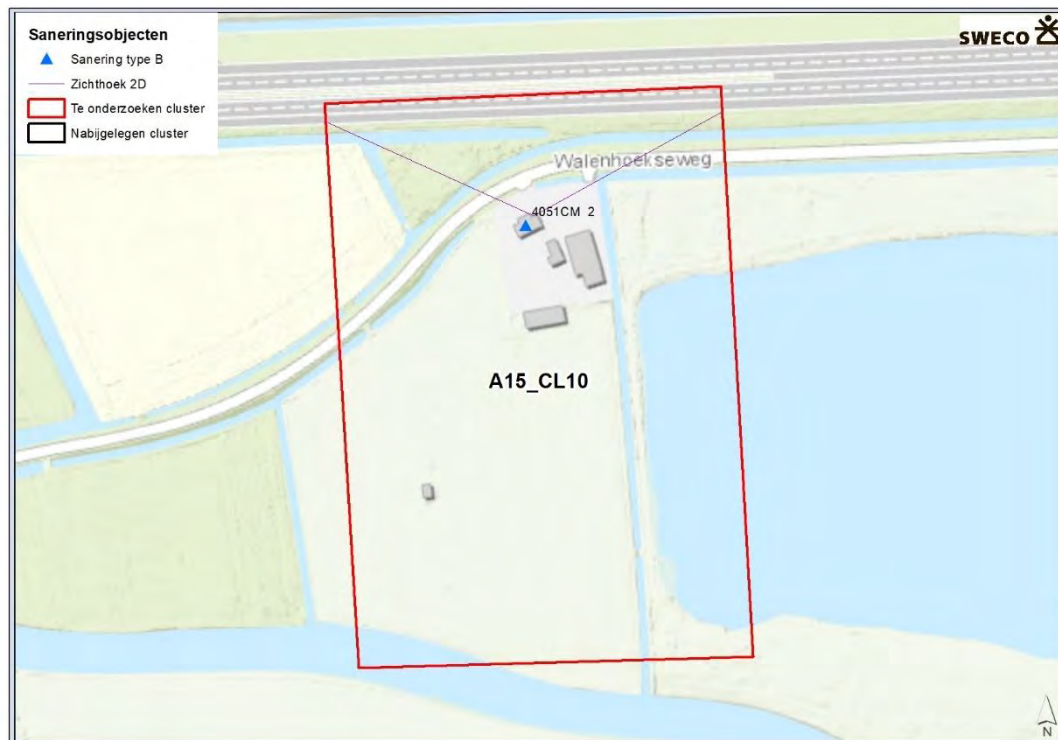 Saneringsobjecten
Sanering type B
Zichthoek 2D
Te onderzoeken cluster
Nabijgelegen cluster
SWECO
Walenhoekseweg
4051CM 2
A15_CL10
N